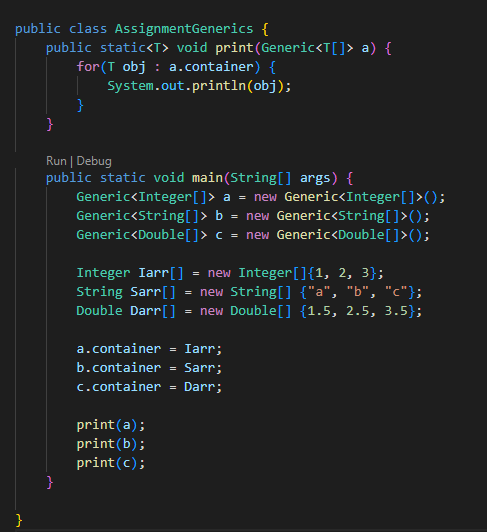 public class AssignmentGenerics {
public static<T> void print(Generic<T[]> a) {
for(T obj : a.container) {
System.out.println(obj);
}
}
Run | Debug
public static void main(String[] args) {
Generic<Integer[]> a = new Generic<Integer[]>();
Generic<String[]> b = new Generic<String[]>();
Generic<Double[]> c = new Generic<Double[]>();
Integer Iarr[] = new Integer[]{1, 2, 3};
String Sarr[] = new String[] {"a", "b", "c"};
Double Darr[] = new Double[] {1.5, 2.5, 3.5};
a.container = Iarr;
b.container = Sarr;
c.container = Darr;
print(a);
print(b);
print(c);
}
}